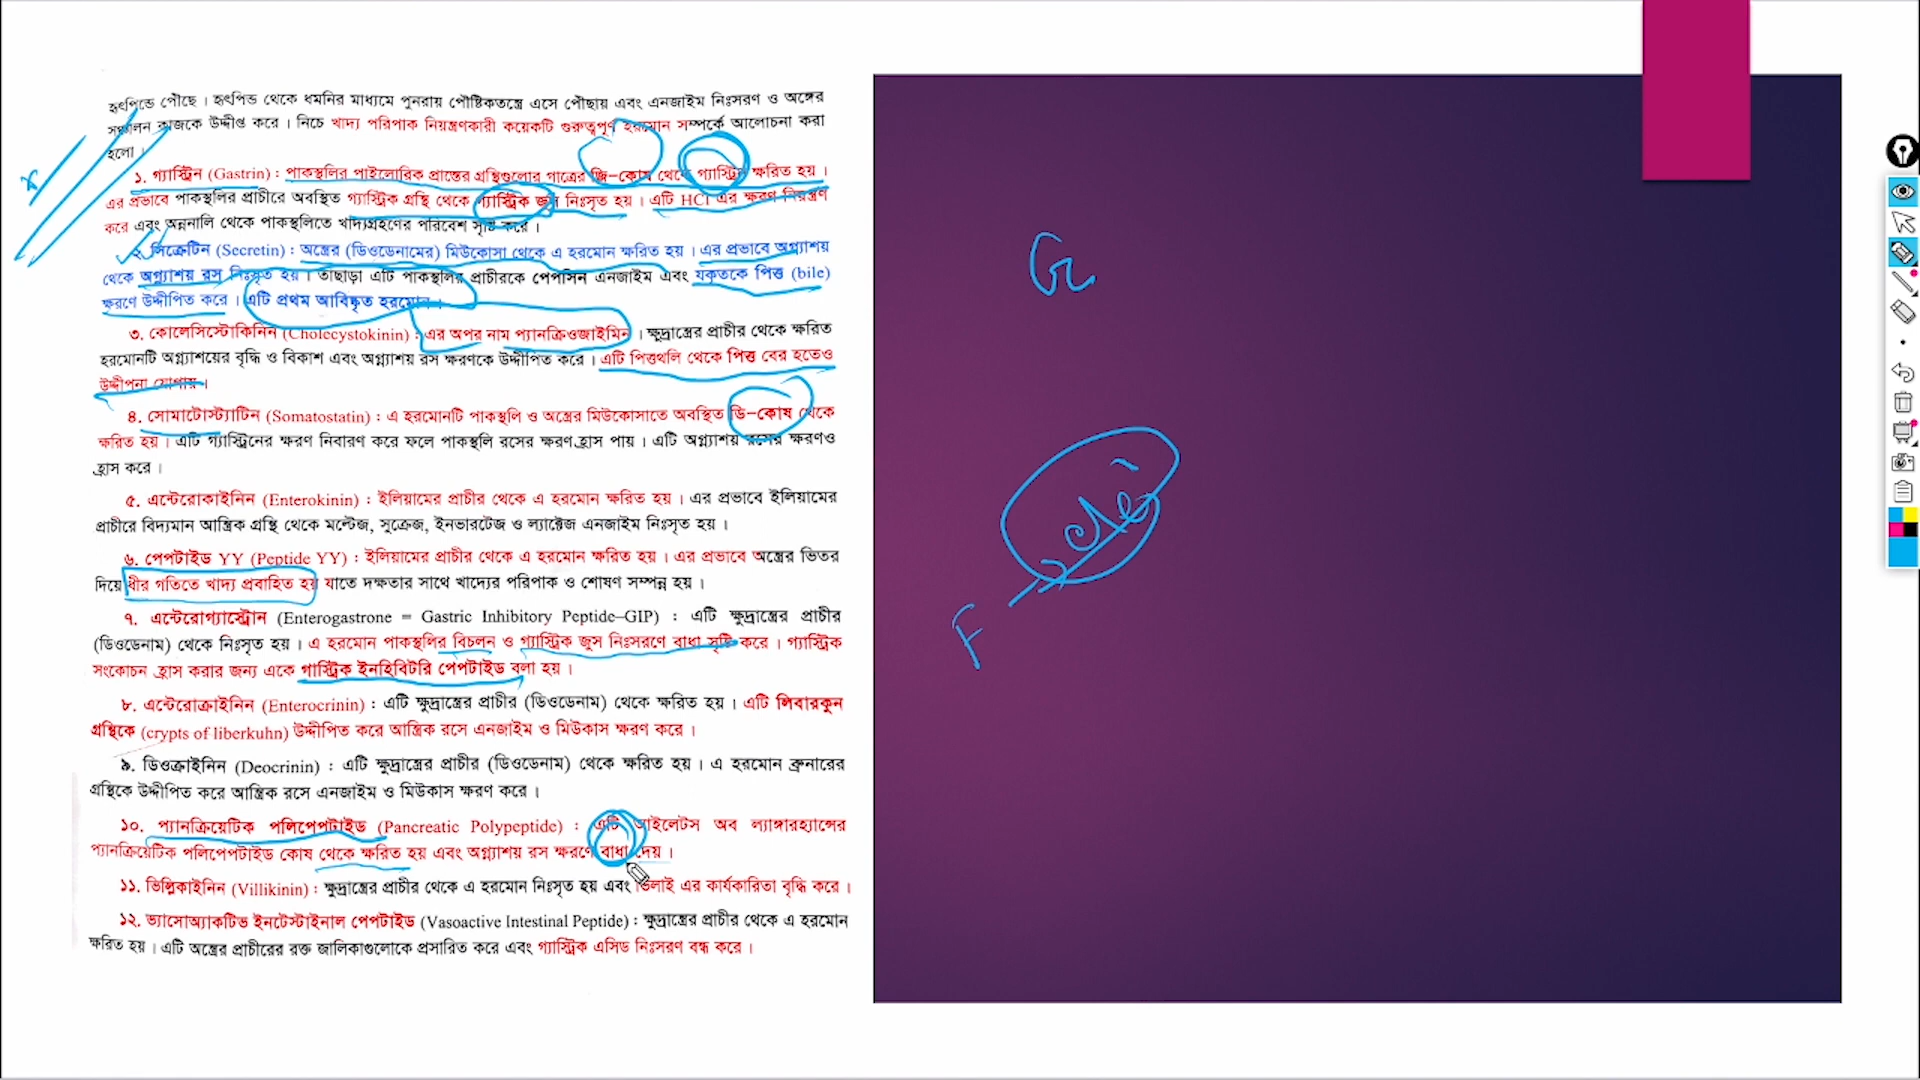 হৃৎপিন্ডে পৌছে। হৃৎপিন্ড থেকে ধমনির মাধ্যমে পুনরায় পৌষ্টিকতন্ত্রে এসে পৌছায় এবং এনজাইম নিঃসরণ ও অঙ্গের
সঞ্চালন কাজকে উদ্দীপ্ত করে। নিচে খাদ্য পরিপাক নিয়ন্ত্রণকারী কয়েকটি গুরুত্বপূর্ণ হরমোন সম্পর্কে আলোচনা করা
হলো।
১. গ্যাস্ট্রিন (Gastrin) : পাকস্থলির পাইলোরিক প্রান্তের গ্রন্থিগুলোর গাত্রের জি-কোষ থেকে গ্যাস্ট্রিন ক্ষরিত হয়।
এর প্রভাবে পাকস্থলির প্রাচীরে অবস্থিত গ্যাস্ট্রিক গ্রন্থি থেকে গ্যাস্ট্রিক জুস নিঃসৃত হয়। এটি HCl এর ক্ষরণ নিয়ন্ত্রণ
করে এবং অন্ননালি থেকে পাকস্থলিতে খাদ্যগ্রহণের পরিবেশ সৃষ্টি করে।
২. সিক্রেটিন (Secretin) : অন্ত্রের (ডিওডেনামের) মিউকোসা থেকে এ হরমোন ক্ষরিত হয়। এর প্রভাবে অগ্ন্যাশয়
থেকে অগ্ন্যাশয় রস নিঃসৃত হয়। তাছাড়া এটি পাকস্থলির প্রাচীরকে পেপসিন এনজাইম এবং যকৃতকে পিত্ত (bile)
ক্ষরণে উদ্দীপিত করে। এটি প্রথম আবিষ্কৃত হরমোন।
৩. কোলেসিস্টোকিনিন (Cholecystokinin) : এর অপর নাম প্যানক্রিওজাইমিন। ক্ষুদ্রান্ত্রের প্রাচীর থেকে ক্ষরিত
হরমোনটি অগ্ন্যাশয়ের বৃদ্ধি ও বিকাশ এবং অগ্ন্যাশয় রস ক্ষরণকে উদ্দীপিত করে। এটি পিত্তথলি থেকে পিত্ত বের হতেও
উদ্দীপনা যোগায়।
৪. সোমাটোস্ট্যাটিন (Somatostatin) : এ হরমোনটি পাকস্থলি ও অন্ত্রের মিউকোসাতে অবস্থিত ডি-কোষ থেকে
ক্ষরিত হয়। এটি গ্যাস্ট্রিনের ক্ষরণ নিবারণ করে ফলে পাকস্থলি রসের ক্ষরণ হ্রাস পায়। এটি অগ্ন্যাশয় রসের ক্ষরণও
হ্রাস করে।
৫. এন্টেরোকাইনিন (Enterokinin) : ইলিয়ামের প্রাচীর থেকে এ হরমোন ক্ষরিত হয়। এর প্রভাবে ইলিয়ামের
প্রাচীরে বিদ্যমান আন্ত্রিক গ্রন্থি থেকে মল্টেজ, সুক্রেজ, ইনভারটেজ ও ল্যাক্টেজ এনজাইম নিঃসৃত হয়।
৬. পেপটাইড YY (Peptide YY) : ইলিয়ামের প্রাচীর থেকে এ হরমোন ক্ষরিত হয়। এর প্রভাবে অন্ত্রের ভিতর
দিয়ে ধীর গতিতে খাদ্য প্রবাহিত হয় যাতে দক্ষতার সাথে খাদ্যের পরিপাক ও শোষণ সম্পন্ন হয়।
৭. এন্টেরোগ্যাস্ট্রোন (Enterogastrone = Gastric Inhibitory Peptide–GIP) : এটি ক্ষুদ্রান্ত্রের প্রাচীর
(ডিওডেনাম) থেকে নিঃসৃত হয়। এ হরমোন পাকস্থলির বিচলন ও গ্যাস্ট্রিক জুস নিঃসরণে বাধা সৃষ্টি করে। গ্যাস্ট্রিক
সংকোচন হ্রাস করার জন্য একে গাস্ট্রিক ইনহিবিটরি পেপটাইড বলা হয়।
৮. এন্টেরোক্রাইনিন (Enterocrinin) : এটি ক্ষুদ্রান্ত্রের প্রাচীর (ডিওডেনাম) থেকে ক্ষরিত হয়। এটি লিবারকুন
গ্রন্থিকে (crypts of liberkuhn) উদ্দীপিত করে আন্ত্রিক রসে এনজাইম ও মিউকাস ক্ষরণ করে।
৯. ডিওক্রাইনিন (Deocrinin) : এটি ক্ষুদ্রান্ত্রের প্রাচীর (ডিওডেনাম) থেকে ক্ষরিত হয়। এ হরমোন ব্রুনারের
গ্রন্থিকে উদ্দীপিত করে আন্ত্রিক রসে এনজাইম ও মিউকাস ক্ষরণ করে।
১০. প্যানক্রিয়েটিক পলিপেপটাইড (Pancreatic Polypeptide) : এটি আইলেটস অব ল্যাঙ্গারহ্যান্সের
প্যানক্রিয়েটিক পলিপেপটাইড কোষ থেকে ক্ষরিত হয় এবং অগ্ন্যাশয় রস ক্ষরণে বাধা দেয়।
১১. ভিল্লিকাইনিন (Villikinin) : ক্ষুদ্রান্ত্রের প্রাচীর থেকে এ হরমোন নিঃসৃত হয় এবং ভিলাই এর কার্যকারিতা বৃদ্ধি করে।
১২. ভ্যাসোঅ্যাকটিভ ইনটেস্টাইনাল পেপটাইড (Vasoactive Intestinal Peptide) : ক্ষুদ্রান্ত্রের প্রাচীর থেকে এ হরমোন
ক্ষরিত হয়। এটি অন্ত্রের প্রাচীরের রক্ত জালিকাগুলোকে প্রসারিত করে এবং গ্যাস্ট্রিক এসিড নিঃসরণ বন্ধ করে।